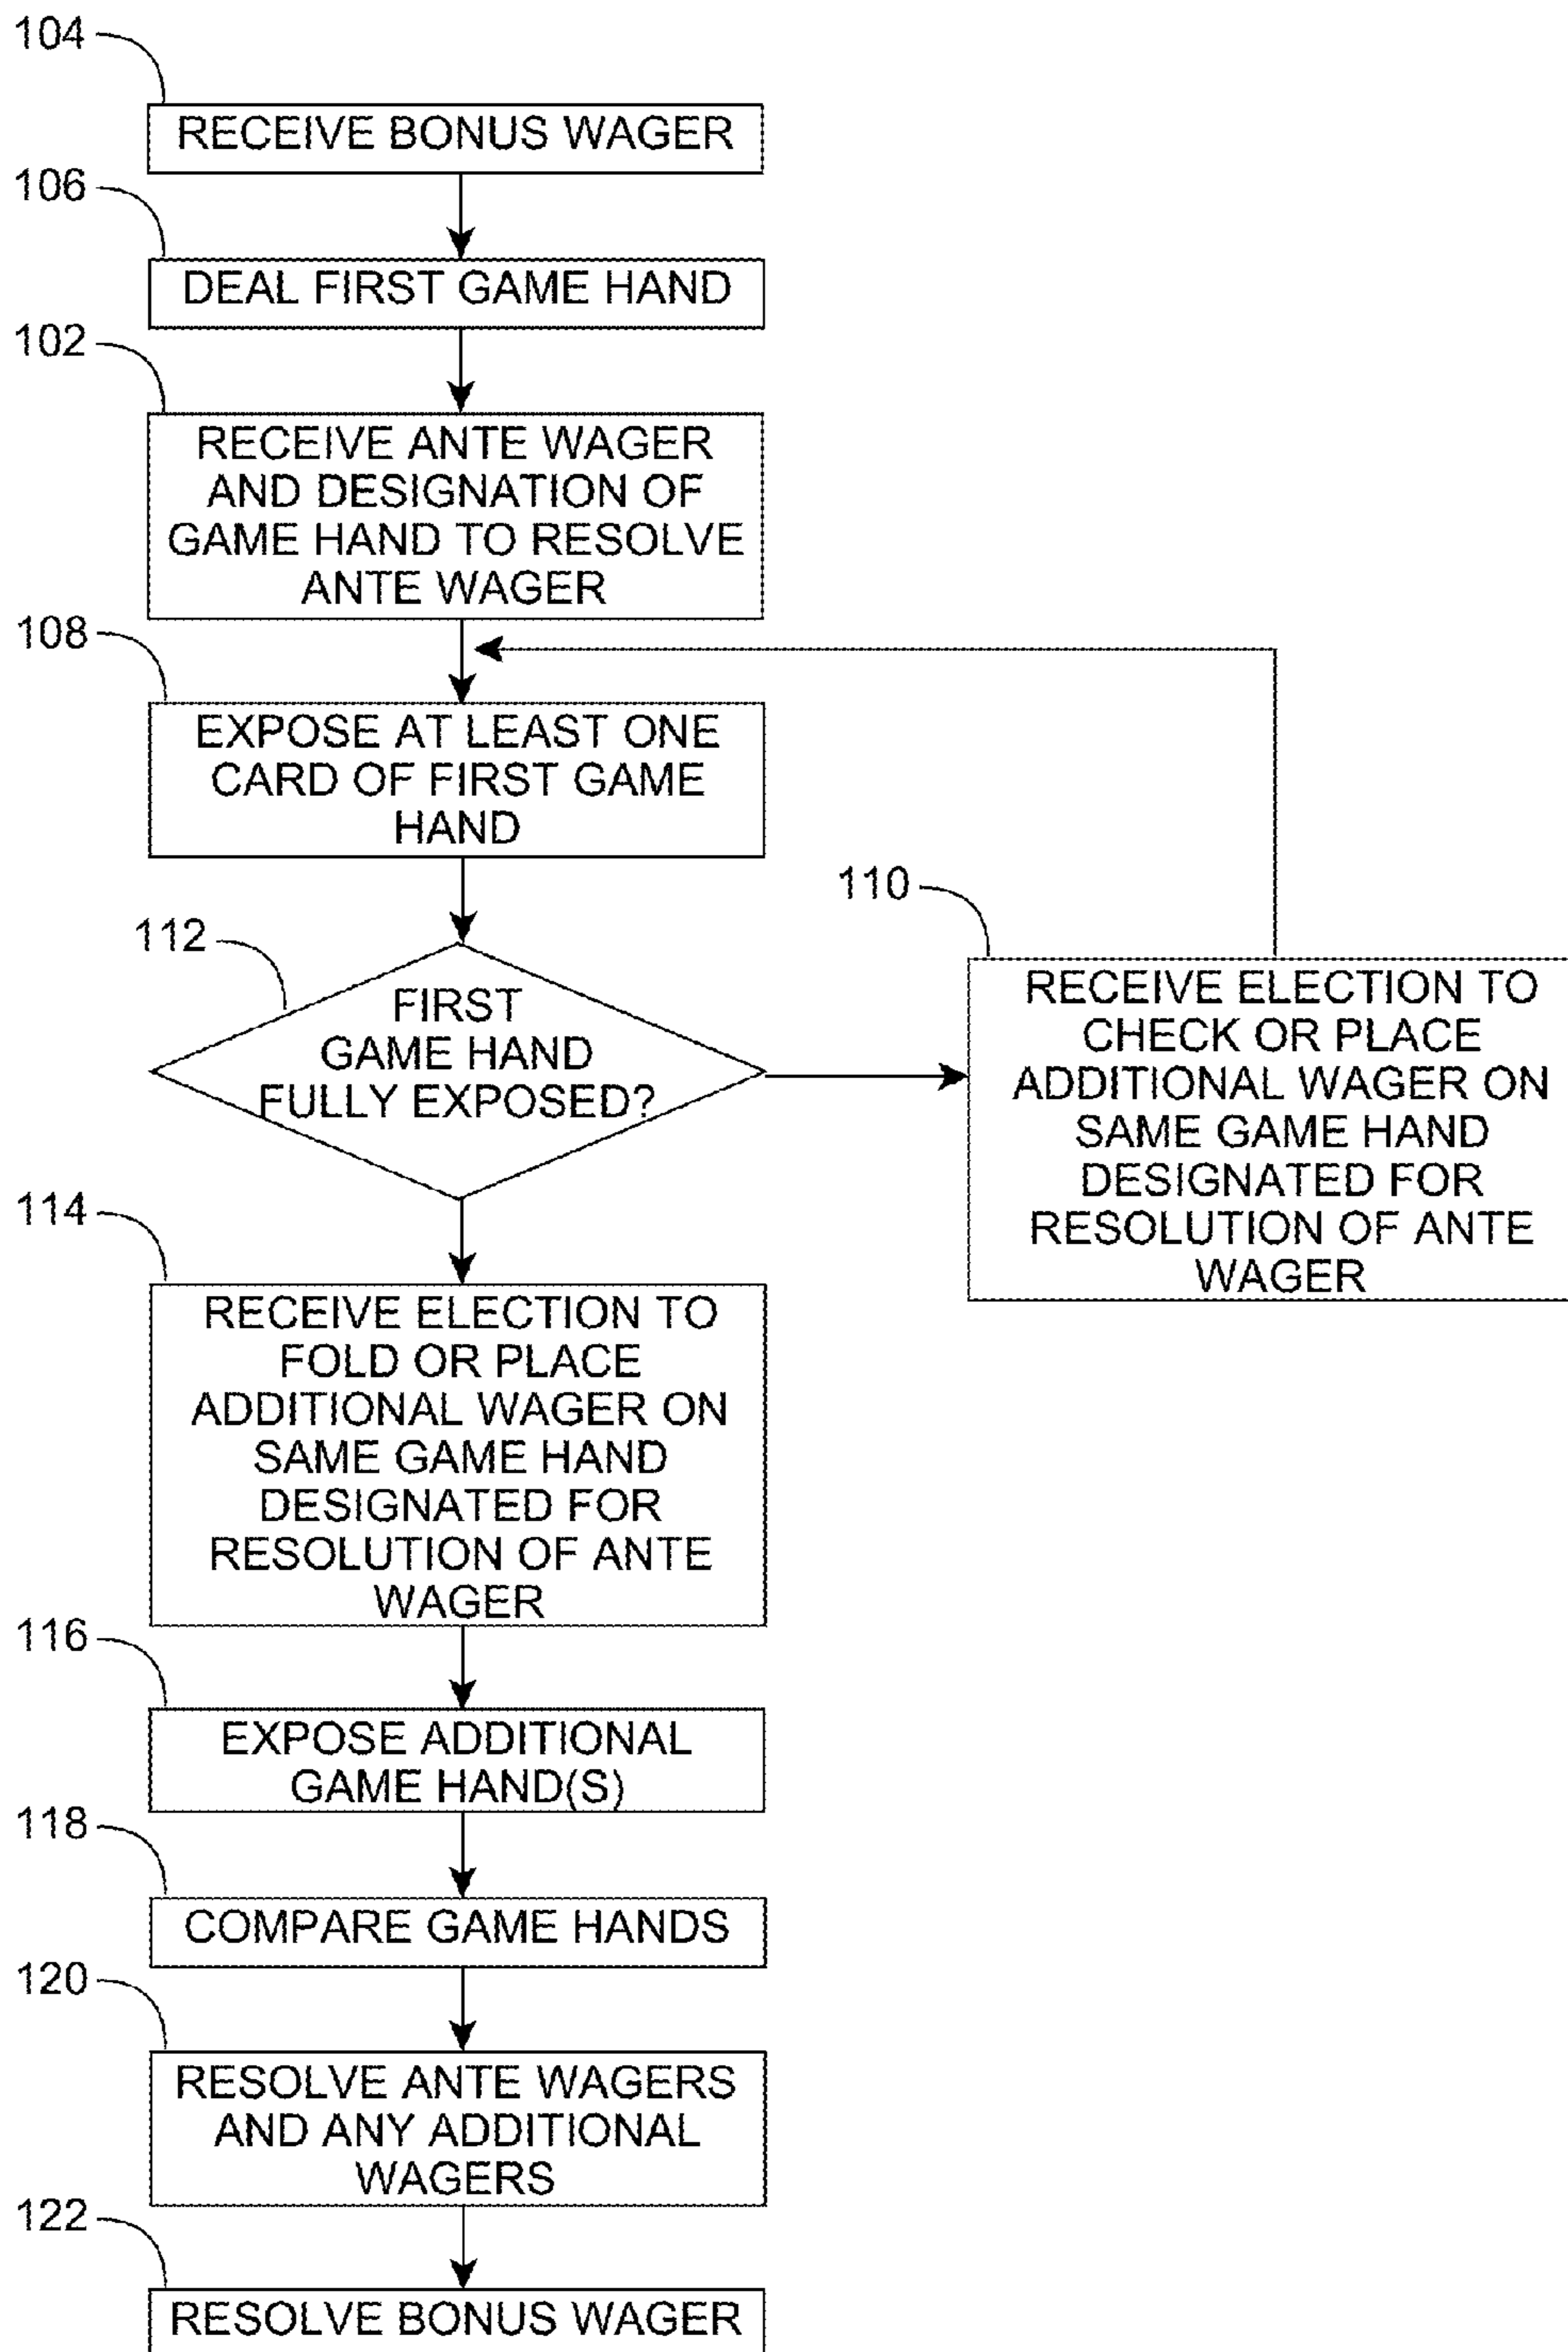 104
RECEIVE BONUS WAGER
106
DEAL FIRST GAME HAND
102
RECEIVE ANTE WAGER
AND DESIGNATION OF
GAME HAND TO RESOLVE
ANTE WAGER
108
EXPOSE AT LEAST ONE
CARD OF FIRST GAME
HAND
112
FIRST
GAME HAND
FULLY EXPOSED?
110
RECEIVE ELECTION TO
CHECK OR PLACE
ADDITIONAL WAGER ON
SAME GAME HAND
DESIGNATED FOR
RESOLUTION OF ANTE
WAGER
114
RECEIVE ELECTION TO
FOLD OR PLACE
ADDITIONAL WAGER ON
SAME GAME HAND
DESIGNATED FOR
RESOLUTION OF ANTE
WAGER
116
EXPOSE ADDITIONAL
GAME HAND(S)
118
COMPARE GAME HANDS
120
RESOLVE ANTE WAGERS
AND ANY ADDITIONAL
WAGERS
122
RESOLVE BONUS WAGER